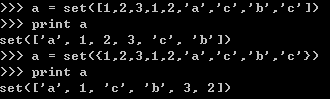 >>> a = set([1,2,3,1,2,'a','c','b','c'])
>>> print a
set(['a', 1, 2, 3, 'c', 'b'])
>>> a = set({1,2,3,1,2,'a','c','b','c'})
>>> print a
set(['a', 1, 'c', 'b', 3, 2])